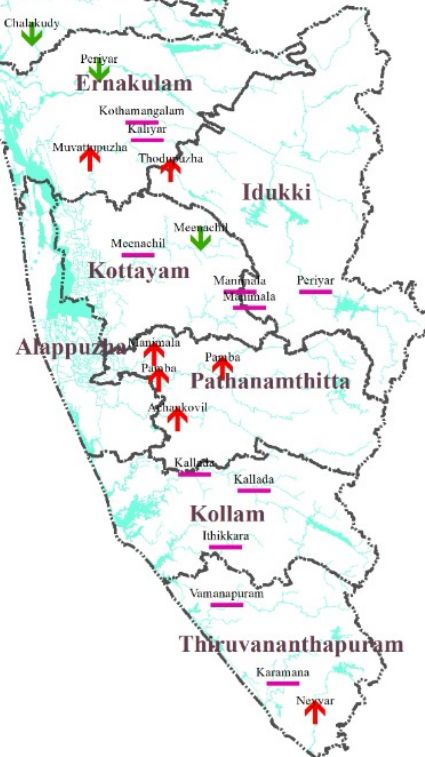 Chalakudy
Periyar
Ernakulam
Kothamangalam
Kaliyar
Muvattupuzha
Thodupuzha
Idukki
Meenachil
Meenachil
Kottayam
Manimala
Periyar
Manimala
Alappuzha
Manimala
Pamba
Pamba
Pathanamthitta
Achankovil
Kallada
Kallada
Kollam
Ithikkara
Vamanapuram
Thiruvananthapuram
Karamana
Neyyar